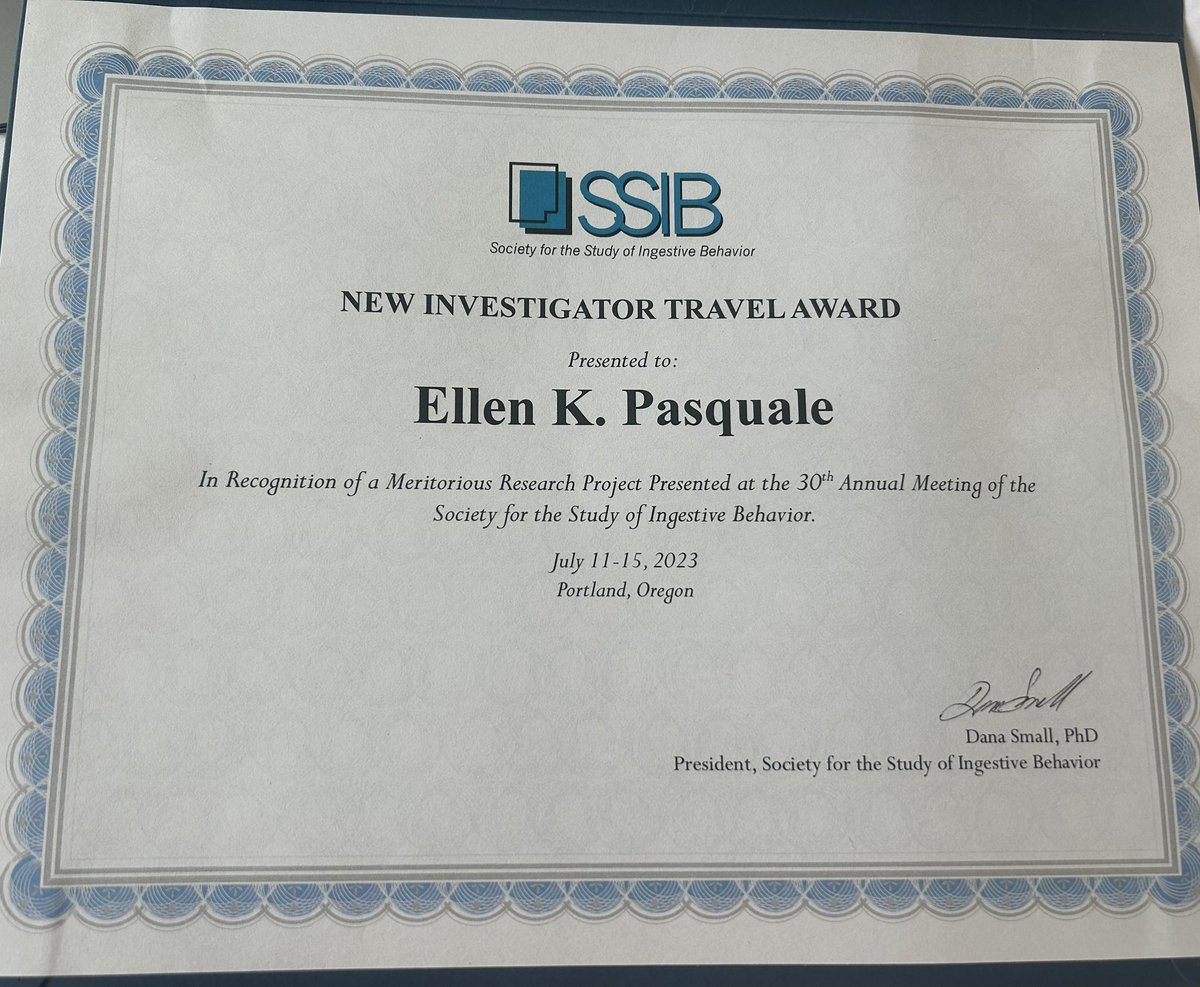 SSIB
Society for the Study of Ingestive Behavior
NEW INVESTIGATOR TRAVEL AWARD
Presented to:
Ellen K. Pasquale
In Recognition of a Meritorious Research Project Presented at the 30th Annual Meeting of the
Society for the Study of Ingestive Behavior.
July 11-15, 2023
Portland, Oregon
Dana Small
Dana Small, PhD
President, Society for the Study of Ingestive Behavior